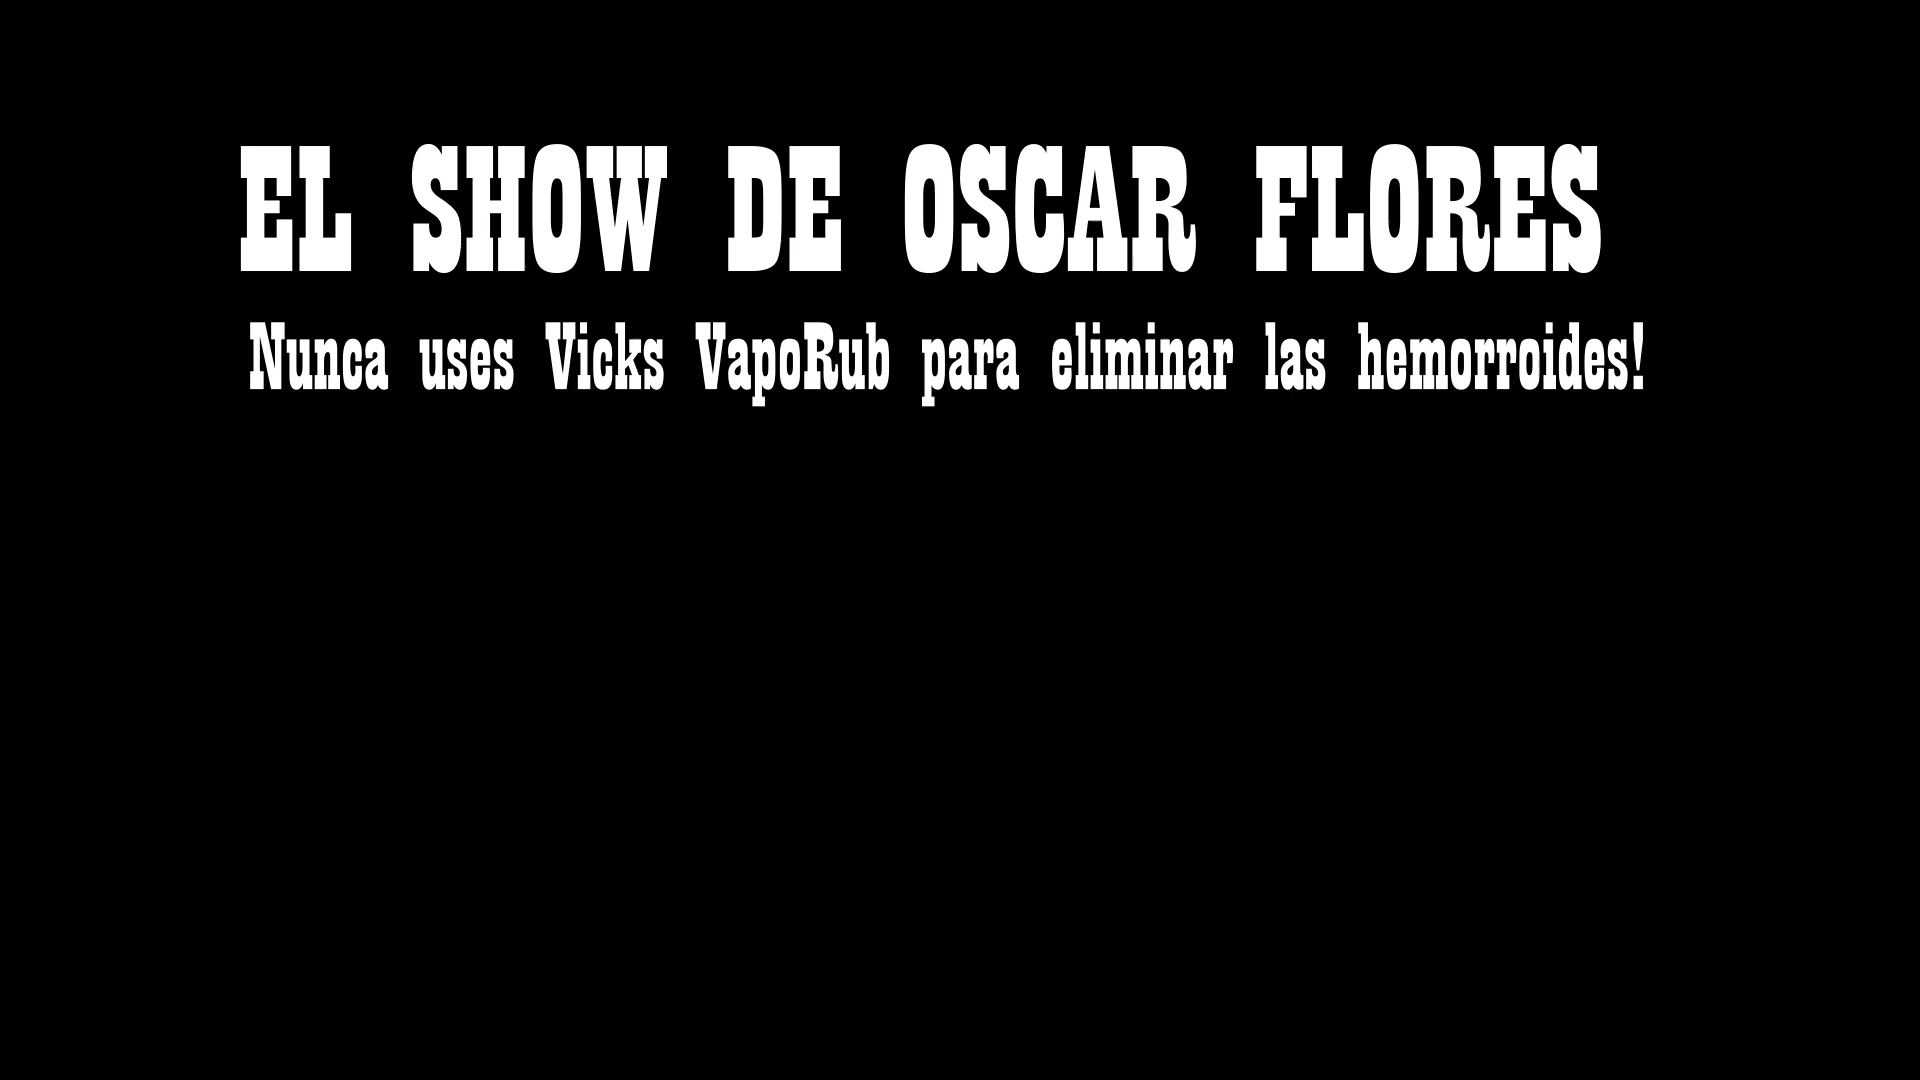 EL SHOW DE OSCAR FLORES
Nunca uses Vicks VapoRub para eliminar las hemorroides!